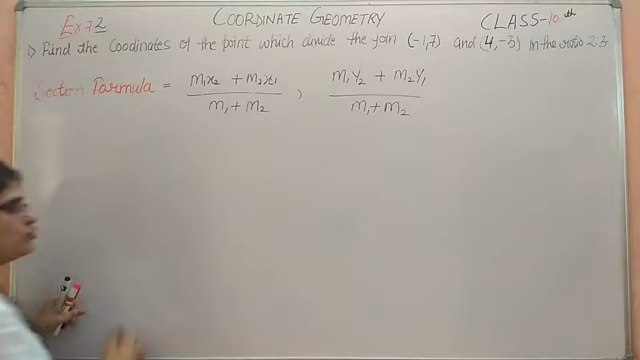 Ex 7.2 COORDINATE GEOMETRY CLASS-10th
1) Find the Coodinates of the point which divide the join (-1,7) and (4,-3) in the ratio 2:3
Section Formula = m₁x₂ + m₂x₁ / m₁ + m₂ , m₁y₂ + m₂y₁ / m₁ + m₂